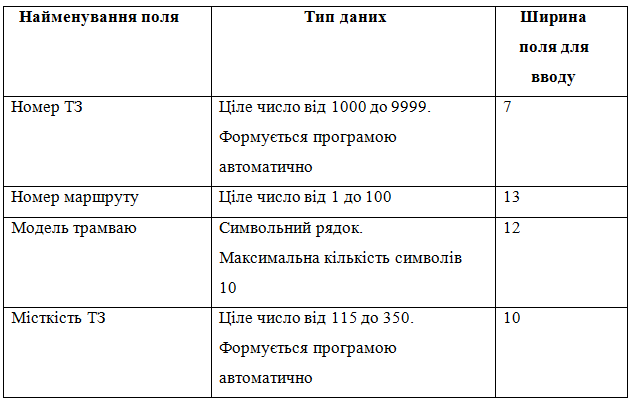 Найменування поля
Тип даних
Ширина
поля для
вводу
Номер ТЗ
Ціле число від 1000 до 9999.
Формується програмою
автоматично
7
Номер маршруту
Ціле число від 1 до 100
13
Модель трамваю
Символьний рядок.
Максимальна кількість символів
10
12
Місткість ТЗ
Ціле число від 115 до 350.
Формується програмою
автоматично
10